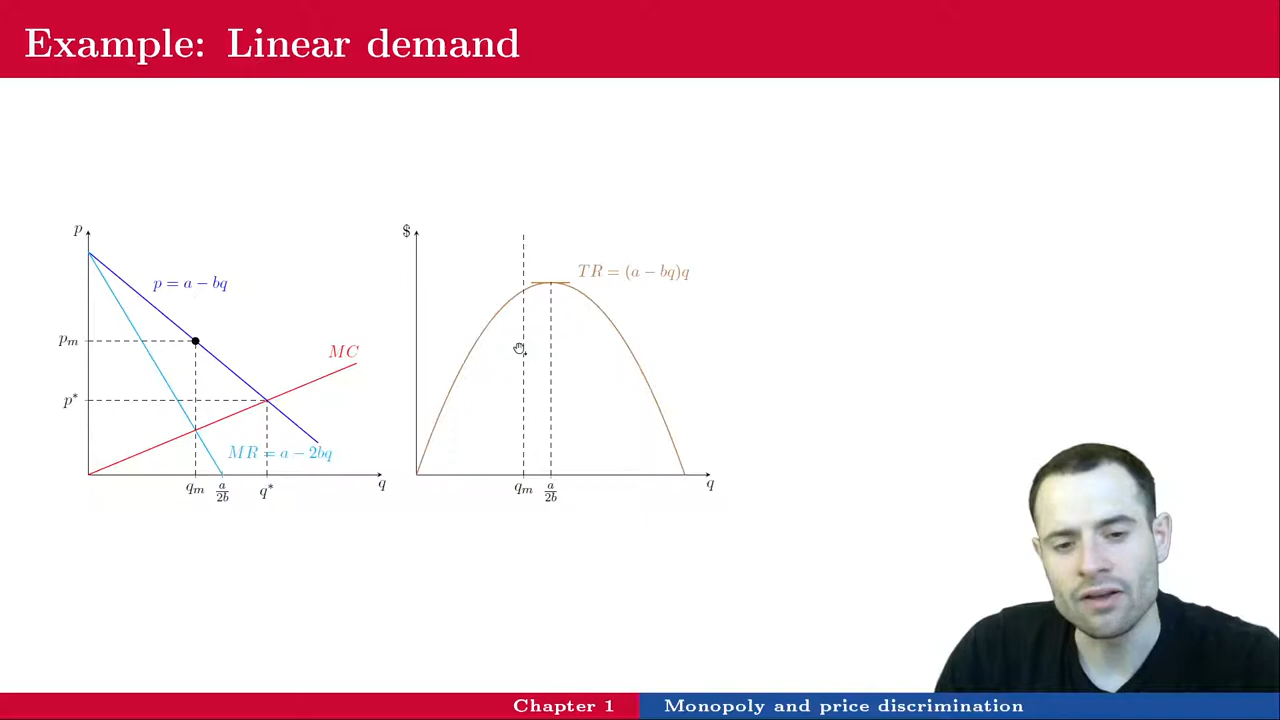 Example: Linear demand
p
p = a − bq
p_m
MC
p*
MR = a − 2bq
q_m
a/2b
q*
q
$
TR = (a − bq)q
q_m
a/2b
q
Chapter 1
Monopoly and price discrimination